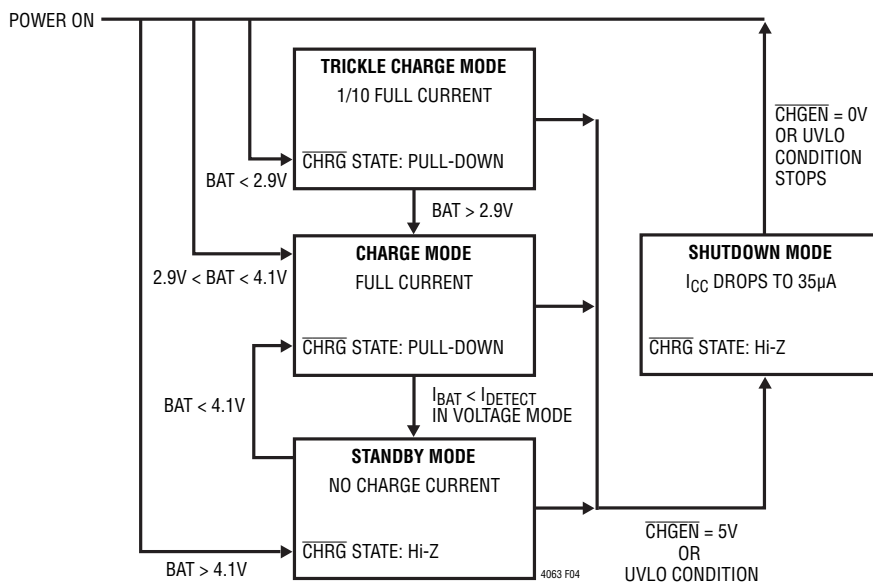 POWER ON
TRICKLE CHARGE MODE
1/10 FULL CURRENT
CHRG STATE: PULL-DOWN
BAT < 2.9V
BAT > 2.9V
CHARGE MODE
FULL CURRENT
2.9V < BAT < 4.1V
CHRG STATE: PULL-DOWN
BAT < 4.1V
IBAT < IDETECT
IN VOLTAGE MODE
STANDBY MODE
NO CHARGE CURRENT
CHRG STATE: Hi-Z
BAT > 4.1V
4063 F04
CHGEN = 0V
OR UVLO
CONDITION
STOPS
SHUTDOWN MODE
ICC DROPS TO 35µA
CHRG STATE: Hi-Z
CHGEN = 5V
OR
UVLO CONDITION